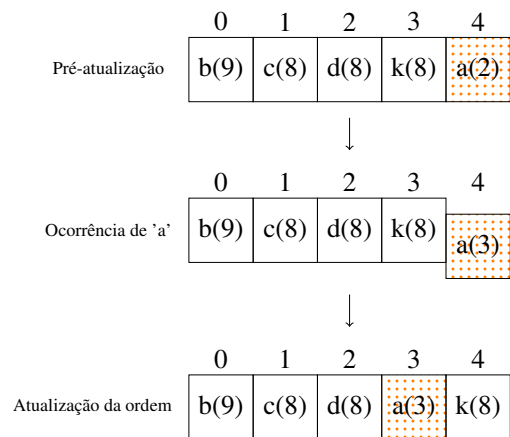 0 1 2 3 4
Pré-atualização b(9) c(8) d(8) k(8) a(2)
0 1 2 3 4
Ocorrência de ’a’ b(9) c(8) d(8) k(8) a(3)
0 1 2 3 4
Atualização da ordem b(9) c(8) d(8) a(3) k(8)